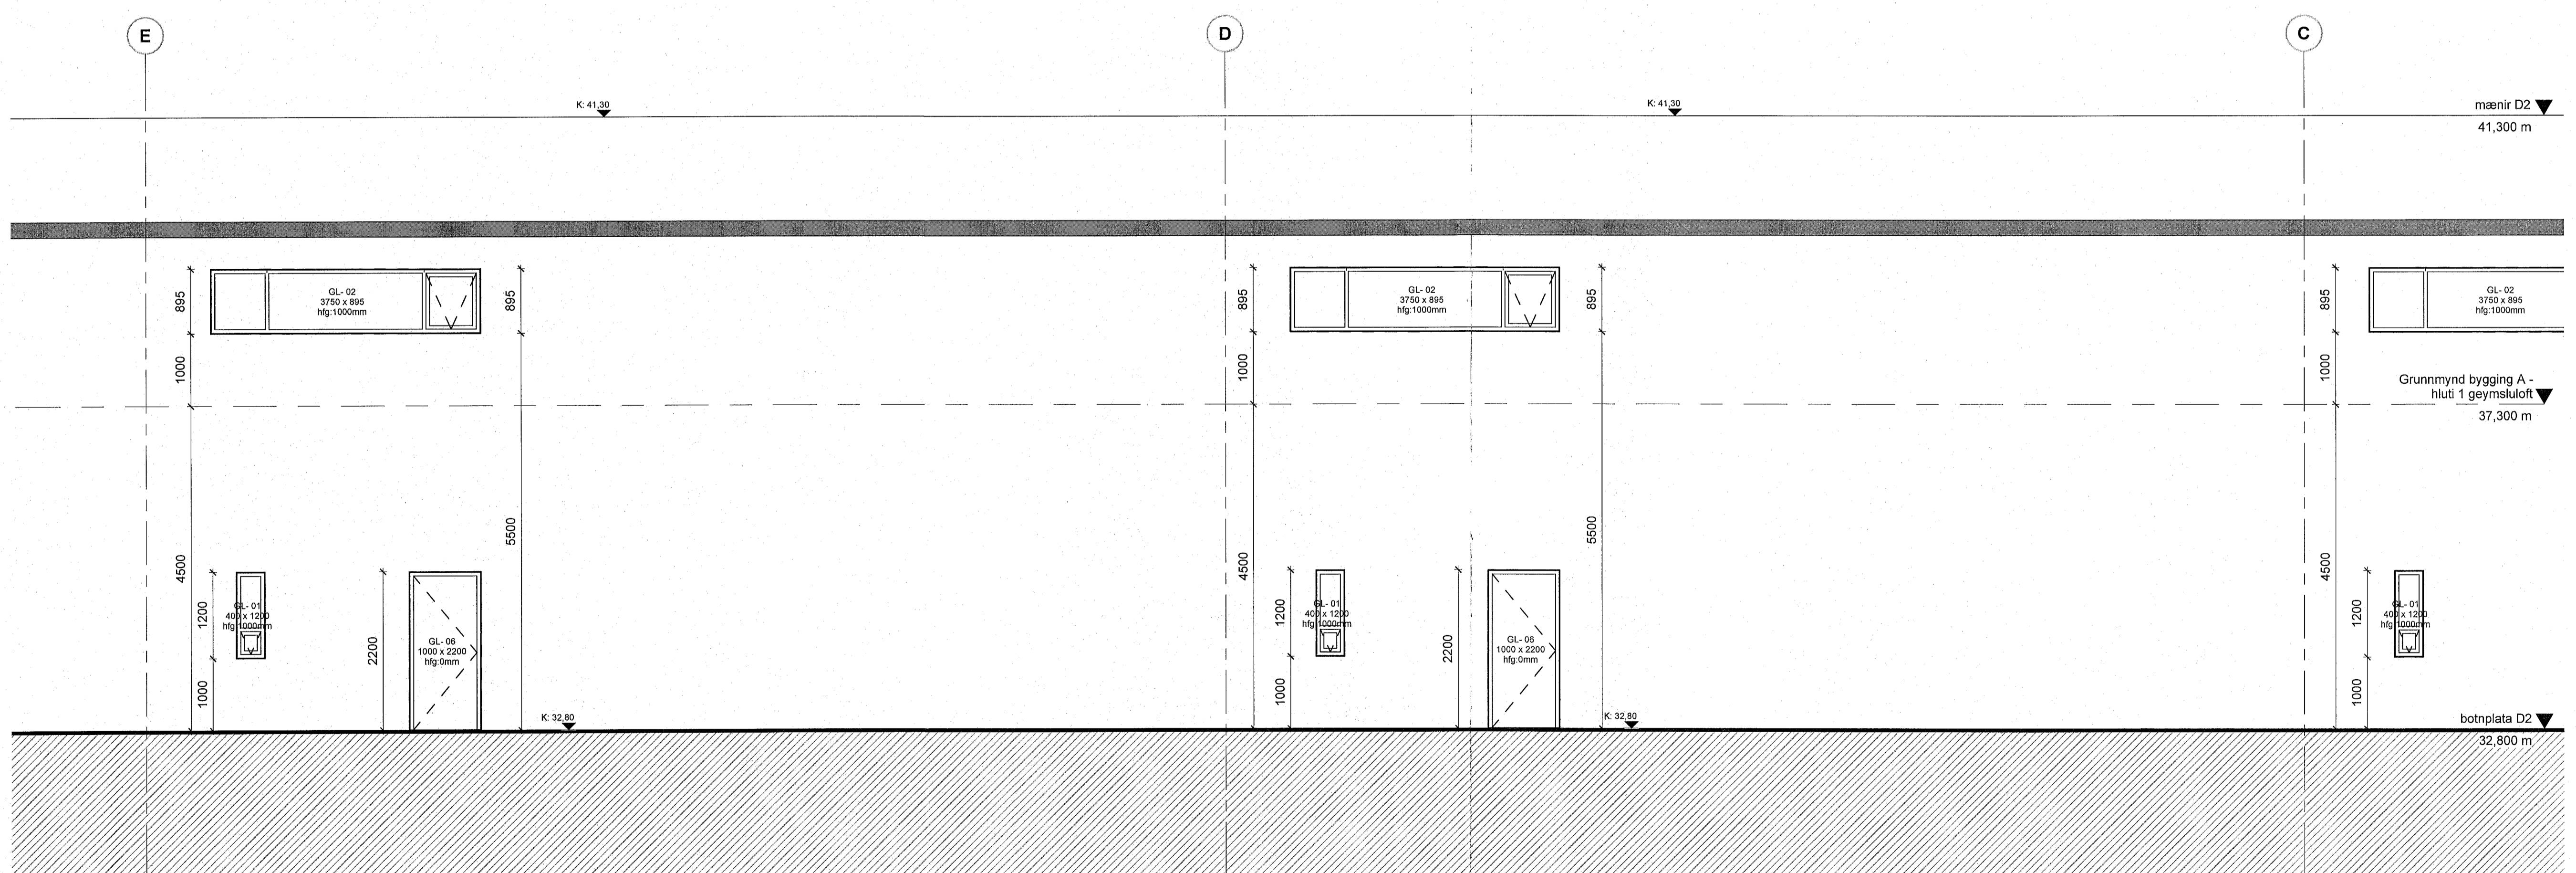 E
D
C
K: 41,30
K: 41,30
mænir D2
41,300 m
895
GL- 02
3750 x 895
hfg:1000mm
895
895
GL- 02
3750 x 895
hfg:1000mm
895
895
GL- 02
3750 x 895
hfg:1000mm
1000
1000
1000
Grunnmynd bygging A -
hluti 1 geymsluloft
37,300 m
4500
5500
4500
5500
4500
1200
GL- 01
400 x 1200
hfg:1000mm
1000
2200
GL- 06
1000 x 2200
hfg:0mm
1200
GL- 01
400 x 1200
hfg:1000mm
1000
2200
GL- 06
1000 x 2200
hfg:0mm
1200
GL- 01
400 x 1200
hfg:1000mm
1000
K: 32,80
K: 32,80
botnplata D2
32,800 m